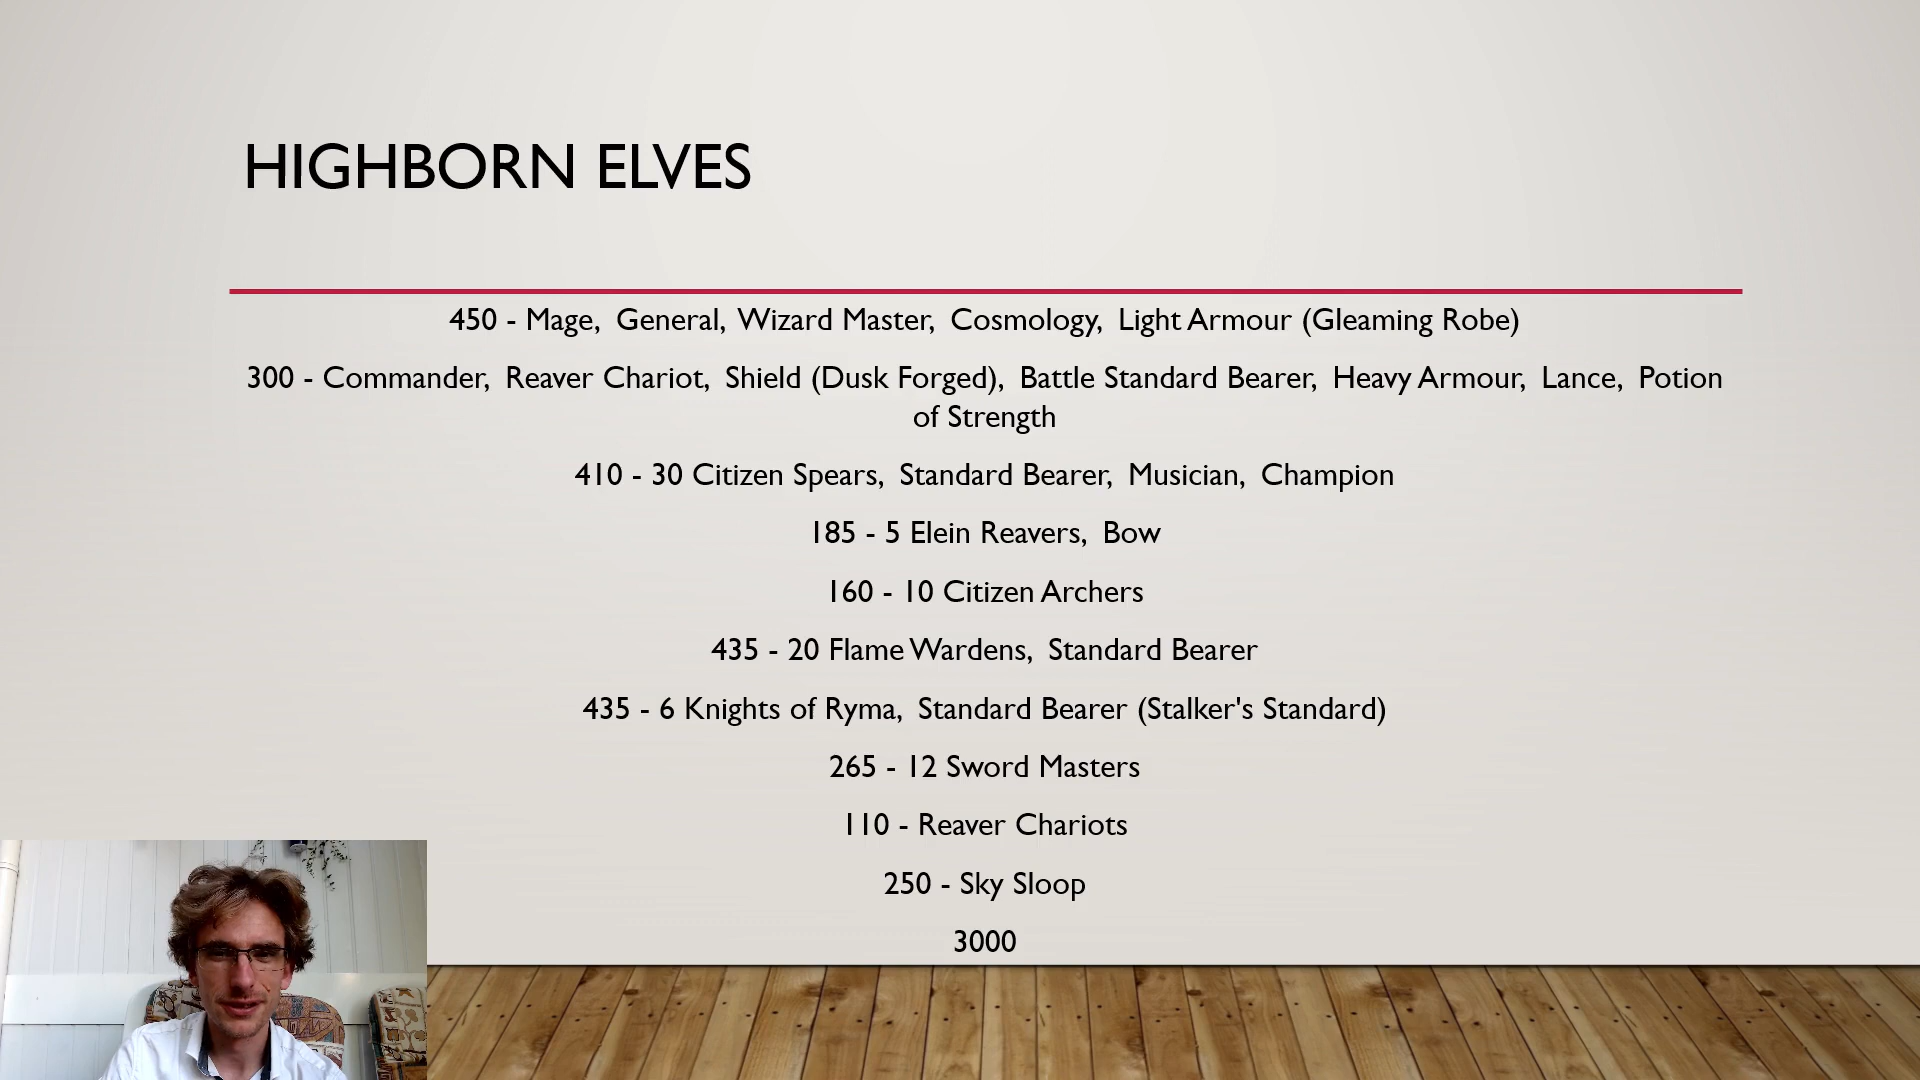 HIGHBORN ELVES
450 - Mage, General, Wizard Master, Cosmology, Light Armour (Gleaming Robe)
300 - Commander, Reaver Chariot, Shield (Dusk Forged), Battle Standard Bearer, Heavy Armour, Lance, Potion
of Strength
410 - 30 Citizen Spears, Standard Bearer, Musician, Champion
185 - 5 Elein Reavers, Bow
160 - 10 Citizen Archers
435 - 20 Flame Wardens, Standard Bearer
435 - 6 Knights of Ryma, Standard Bearer (Stalker's Standard)
265 - 12 Sword Masters
110 - Reaver Chariots
250 - Sky Sloop
3000